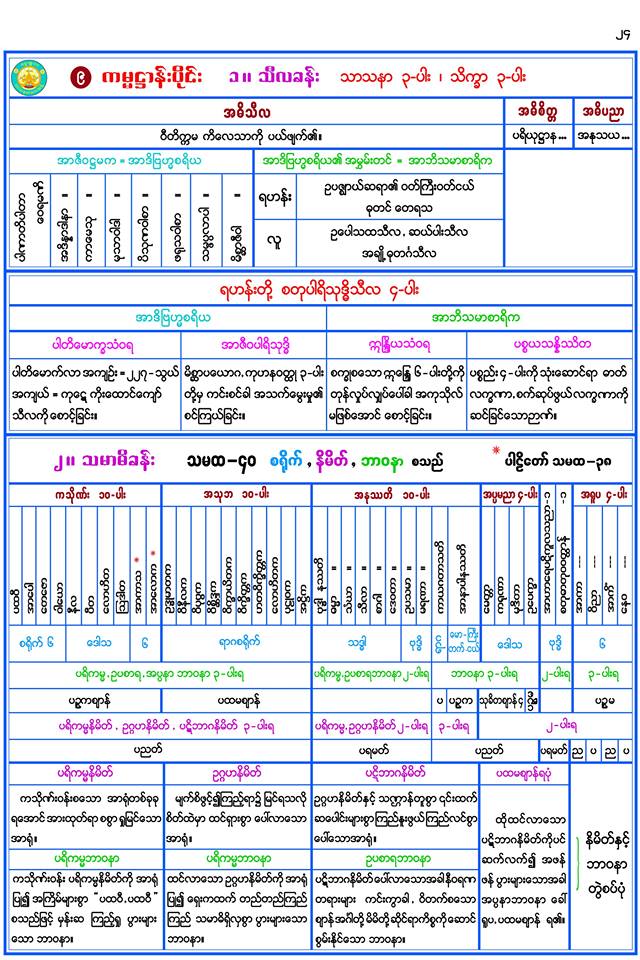 ၂၅
၉ ကမ္မဋ္ဌာန်းပိုင်း ၁။ သီလခန်း သာသနာ ၃-ပါး ၊ သိက္ခာ ၃-ပါး
အဓိသီလ အဓိစိတ္တ အဓိပညာ
ဝီတိက္ကမ ကိလေသာကို ပယ်ဖျက်၏။ ပရိယုဋ္ဌာန ... အနုသယ ...
အာဇီဝဋ္ဌမက = အာဒိဗြဟ္မစရိယ အာဒိဗြဟ္မစရိယ၏ အမွှမ်းတင် = အာဘိသမာစာရိက
ပါဏာတိပါတာ ဝေရမဏိ
အဒိန္နာဒါနာ =
ကာမေသု =
မုသာဝါဒါ =
ပိသုဏဝါစာ =
ဖရုသဝါစာ =
သမ္ဖပ္ပလာပါ =
မိစ္ဆာဇီဝါ =
ရဟန်း ဥပဇ္ဈာယ်ဆရာ၏ ဝတ်ကြီးဝတ်ငယ်
ဓုတင် တေရသ
လူ ဥပေါသထသီလ , ဆယ်ပါးသီလ
အချို့ဓုတင်္ဂသီလ
ရဟန်းတို့ စတုပါရိသုဒ္ဓိသီလ ၄-ပါး
အာဒိဗြဟ္မစရိယ အာဘိသမာစာရိက
ပါတိမောက္ခသံဝရ အာဇီဝပါရိသုဒ္ဓိ ဣန္ဒြိယသံဝရ ပစ္စယသန္နိဿိတ
ပါတိမောက်လာ အကျဉ်း = ၂၂၇-သွယ်
အကျယ် = ကုဋေ ကိုးထောင်ကျော်
သီလကို စောင့်ခြင်း။
မိစ္ဆာပယောဂ, ကုဟနဝတ္ထု ၃-ပါး
တို့မှ ကင်းစင်ခါ အသက်မွေးမှု၏
စင်ကြယ်ခြင်း။
စက္ခုစသော ဣန္ဒြေ ၆-ပါးတို့ကို
တုန်လှုပ်လျှပ်ပေါ်ခါ အကုသိုလ်
မဖြစ်အောင် စောင့်ခြင်း။
ပစ္စည်း ၄-ပါးကို သုံးဆောင်ရာ ဓာတ်
လက္ခဏာ, စက်ဆုပ်ဖွယ်လက္ခဏာကို
ဆင်ခြင်သောဉာဏ်။
၂။ သမာဓိခန်း သမထ-၄၀ စရိုက် , နိမိတ် , ဘာဝနာ စသည် * ပါဠိတော် သမထ-၃၈
ကသိုဏ်း ၁၀-ပါး အသုဘ ၁၀-ပါး အနုဿတိ ၁၀-ပါး အပ္ပမညာ ၄-ပါး အရူပ ၄-ပါး
ပထဝီ
အာပေါ
တေဇော
ဝါယော
နီလ
ပီတ
လောဟိတ
ဩဒါတ
အာကာသ *
အာလောက *
ဥဒ္ဓုမာတက
ဝိနီလက
ဝိပုဗ္ဗက
ဝိစ္ဆိဒ္ဒက
ဝိက္ခာယိတက
ဝိက္ခိတ္တက
ဟတဝိက္ခိတ္တက
လောဟိတက
ပုဠုဝက
အဋ္ဌိက
ဗုဒ္ဓါ နုဿတိ
ဓမ္မာ =
သံဃာ =
သီလာ =
စာဂါ =
ဒေဝတာ =
ဥပသမာ =
မရဏာ =
ကာယဂတာသတိ
အာနာပါနဿတိ
မေတ္တာ
ကရုဏာ
မုဒိတာ
ဥပေက္ခာ
၁-အာဟာရေပဋိကူလသညာ
၁-စတုဓာတုဝဝတ္ထာန်
အာကာ ----
ဝိညာ ----
အာကိ ----
နေဝ ----
စရိုက် ၆ ဒေါသ ၆ ရာဂစရိုက် သဒ္ဓါ ဗုဒ္ဓိ မော-ကြီး ဒေါသ ဗုဒ္ဓိ ၆
တက်-ငယ်
ပရိကမ္မ,ဥပစာရ,အပ္ပနာ ဘာဝနာ ၃-ပါးရ ပရိကမ္မ,ဥပစာရဘာဝနာ ၂-ပါးရ ဘာဝနာ ၃-ပါးရ ၂-ပါးရ ၃-ပါးရ
ပဉ္စကဈာန် ပထမဈာန် ပ ပဉ္စက သုခိတဈာန် ၄ ပဉ္စမ
ပရိကမ္မနိမိတ် , ဥဂ္ဂဟနိမိတ် , ပဋိဘာဂနိမိတ် ၃-ပါးရ ပရိကမ္မ,ဥဂ္ဂဟနိမိတ် ၂-ပါးရ ၃-ပါးရ ၂-ပါးရ
ပညတ် ပရမတ် ပညတ် ပရမတ် ည ပ ည ပ
ပရိကမ္မနိမိတ် ဥဂ္ဂဟနိမိတ် ပဋိဘာဂနိမိတ် ပထမဈာန်ရပုံ
ကသိုဏ်းဝန်းစသော အာရုံတစ်ခုခု
ရအောင် အားထုတ်ရာ စစွာ ရှုမြင်သော
အာရုံ။
မျက်စိဖွင့်၍ကြည့်ရာ၌ မြင်ရသလို
စိတ်ထဲမှာ ထင်ရှားစွာ ပေါ်လာသော
အာရုံ။
ဥဂ္ဂဟနိမိတ်နှင့် သဏ္ဌာန်တူစွာ ၎င်းထက်
ဆပေါင်းများစွာကြည်နူးဖွယ်ကြည်လင်စွာ
ပေါ်သောအာရုံ။
ထိုထင်လာသော
ပဋိဘာဂနိမိတ်ကိုပင်
ဆက်လက်၍ အဖန်
ဖန် ပွားများသောအခါ
အပ္ပနာဘာဝနာ ခေါ်
ရူပ,ပထမဈာန် ရ၏။
နိမိတ်နှင့်
ဘာဝနာ
တွဲစပ်ပုံ
ပရိကမ္မဘာဝနာ ပရိကမ္မဘာဝနာ ဥပစာရဘာဝနာ
ကသိုဏ်းဝန်း ပရိကမ္မနိမိတ်ကို အာရုံ
ပြု၍ အကြိမ်များစွာ “ ပထဝီ,ပထဝီ ”
စသည်ဖြင့် မှန်းဆ ကြည့်ရှု ပွားများ
သော ဘာဝနာ။
ထင်လာသော ဥဂ္ဂဟနိမိတ်ကို အာရုံ
ပြု၍ ရှေးကထက် တည်တည်ကြည်
ကြည် သမာဓိရှိလှစွာ ပွားများသော
ဘာဝနာ။
ပဋိဘာဂနိမိတ်ပေါ်လာသောအခါနီဝရဏ
တရားများ ကင်းကွာခါ , ဝိတက်စသော
ဈာန်အင်္ဂါတို့ မိမိတို့ဆိုင်ရာကိစ္စကိုဆောင်
စွမ်းနိုင်သော ဘာဝနာ။